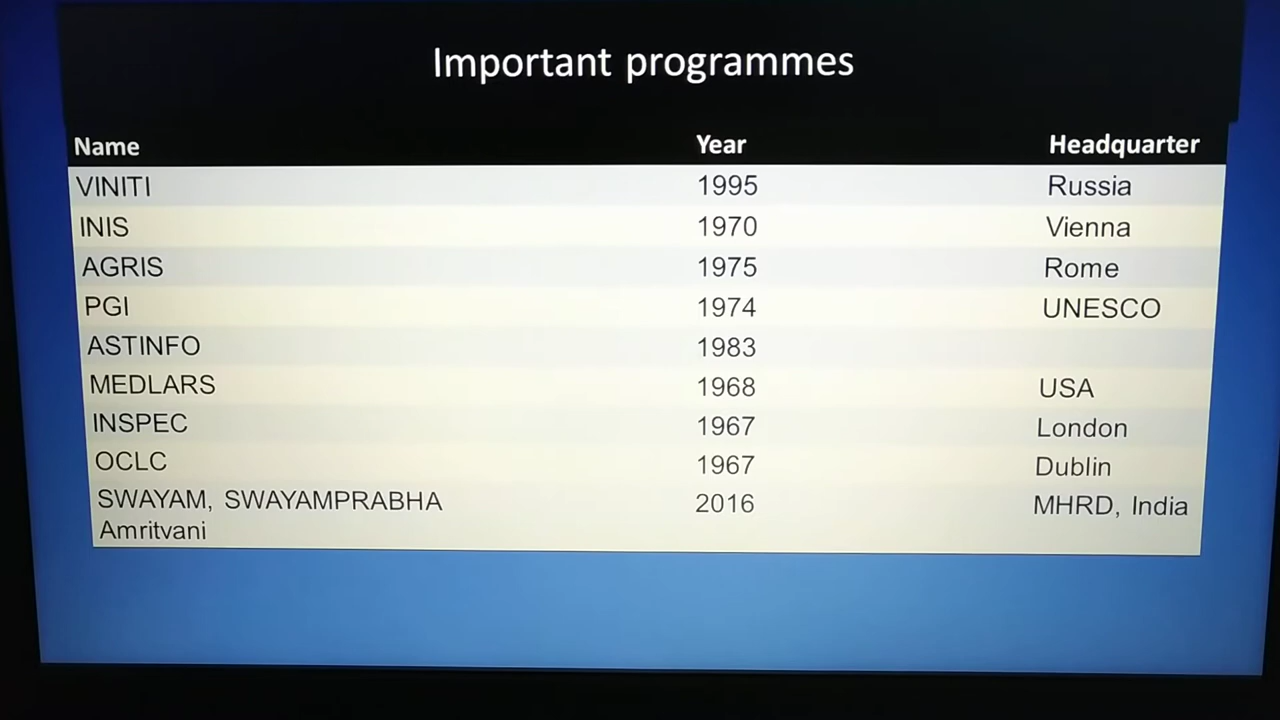 Important programmes
Name Year Headquarter
VINITI 1995 Russia
INIS 1970 Vienna
AGRIS 1975 Rome
PGI 1974 UNESCO
ASTINFO 1983
MEDLARS 1968 USA
INSPEC 1967 London
OCLC 1967 Dublin
SWAYAM, SWAYAMPRABHA 2016 MHRD, India
Amritvani